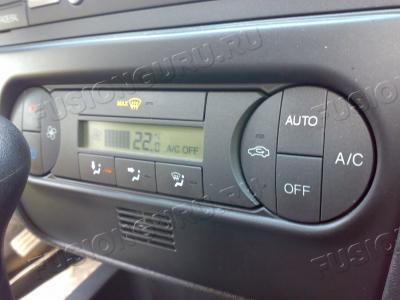 FUSIONGURU.RU
MAX
22.0
A/C OFF
AUTO
A/C
OFF